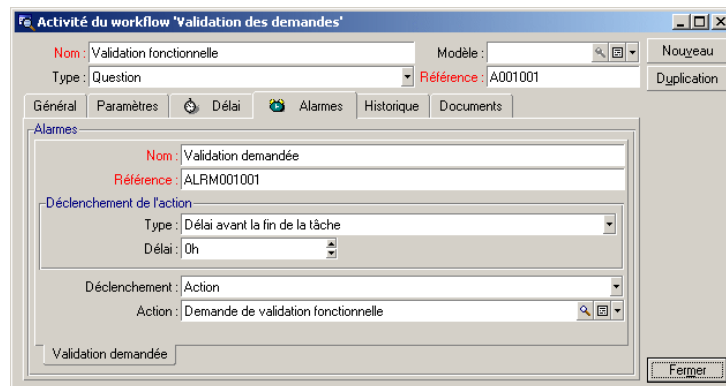 Activité du workflow 'Validation des demandes'
Nom : Validation fonctionnelle Modèle : Nouveau
Type : Question Référence : A001001 Duplication
Général Paramètres Délai Alarmes Historique Documents
Alarmes
Nom : Validation demandée
Référence : ALRM001001
Déclenchement de l'action
Type : Délai avant la fin de la tâche
Délai : 0h
Déclenchement : Action
Action : Demande de validation fonctionnelle
Validation demandée
Fermer